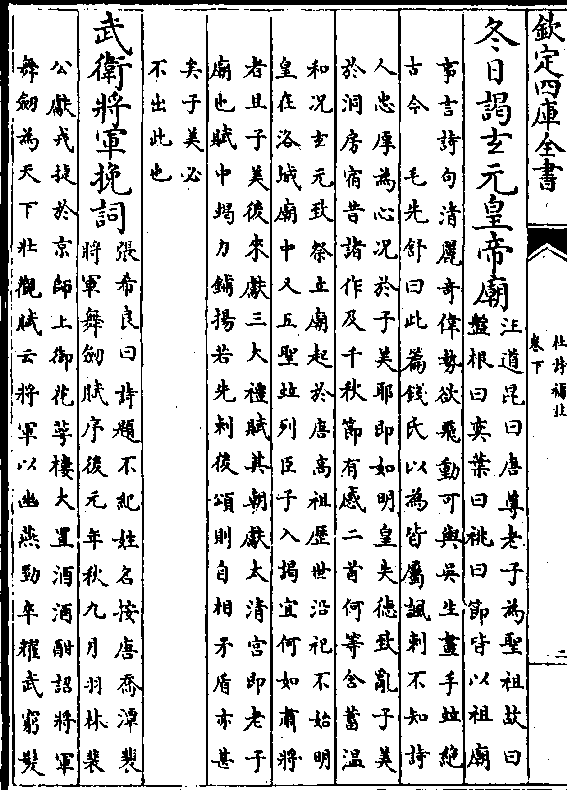 欽定四庫全書
杜詩補註
卷下
二
冬日謁玄元皇帝廟
汪道昆曰唐尊老子為聖祖故曰
盤根曰奕葉曰祧曰節皆以祖廟
事言詩句清麗奇偉勢欲飛動可與吳生畫手並絶
古今 毛先舒曰此篇錢氏以為皆屬諷刺不知詩
人忠厚為心況於子美耶即如明皇失徳致亂子美
於洞房宿昔諸作及千秋節有感二首何等含蓄溫
和況玄元致祭立廟起於唐高祖歴世沿祀不始明
皇在洛城廟中又五聖並列臣子入謁宜何如肅將
者且子美後來獻三大禮賦其朝獻太清宫即老子
廟也賦中竭力鋪揚若先刺後頌則自相矛盾亦甚
矣子美必
不出此也
武衛將軍挽詞
張希良曰詩題不紀姓名按唐喬潭裴
將軍舞劒賦序後元年秋九月羽林裴
公獻戎捷於京師上御花萼樓大置酒酒酣詔將軍
舞劒為天下壯觀賦云將軍以幽燕勁卒耀武窮髮